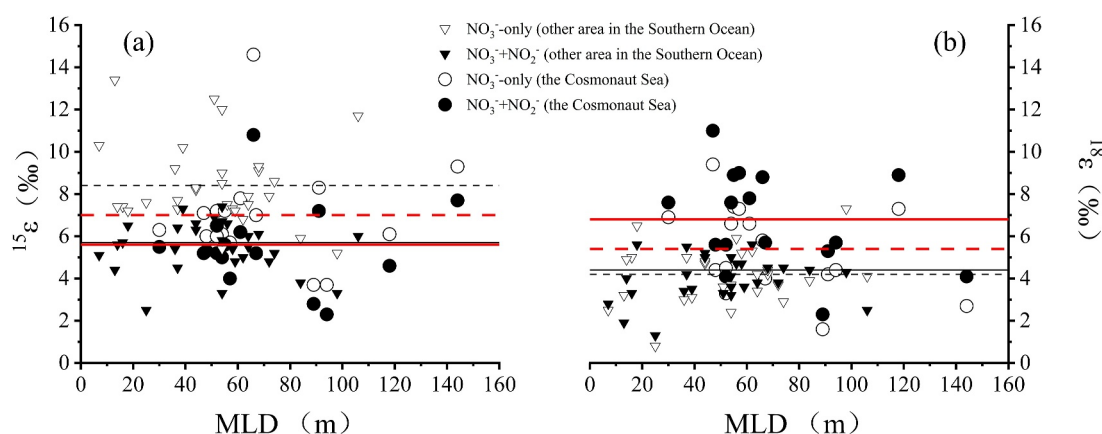 (a)
16
14
12
10
8
6
4
2
0
¹⁵ε （‰）
0 20 40 60 80 100 120 140 160
MLD （m）
NO₃⁻-only (other area in the Southern Ocean)
NO₃⁻+NO₂⁻ (other area in the Southern Ocean)
NO₃⁻-only (the Cosmonaut Sea)
NO₃⁻+NO₂⁻ (the Cosmonaut Sea)
(b)
16
14
12
10
8
6
4
2
0
¹⁸ε （‰）
0 20 40 60 80 100 120 140 160
MLD （m）